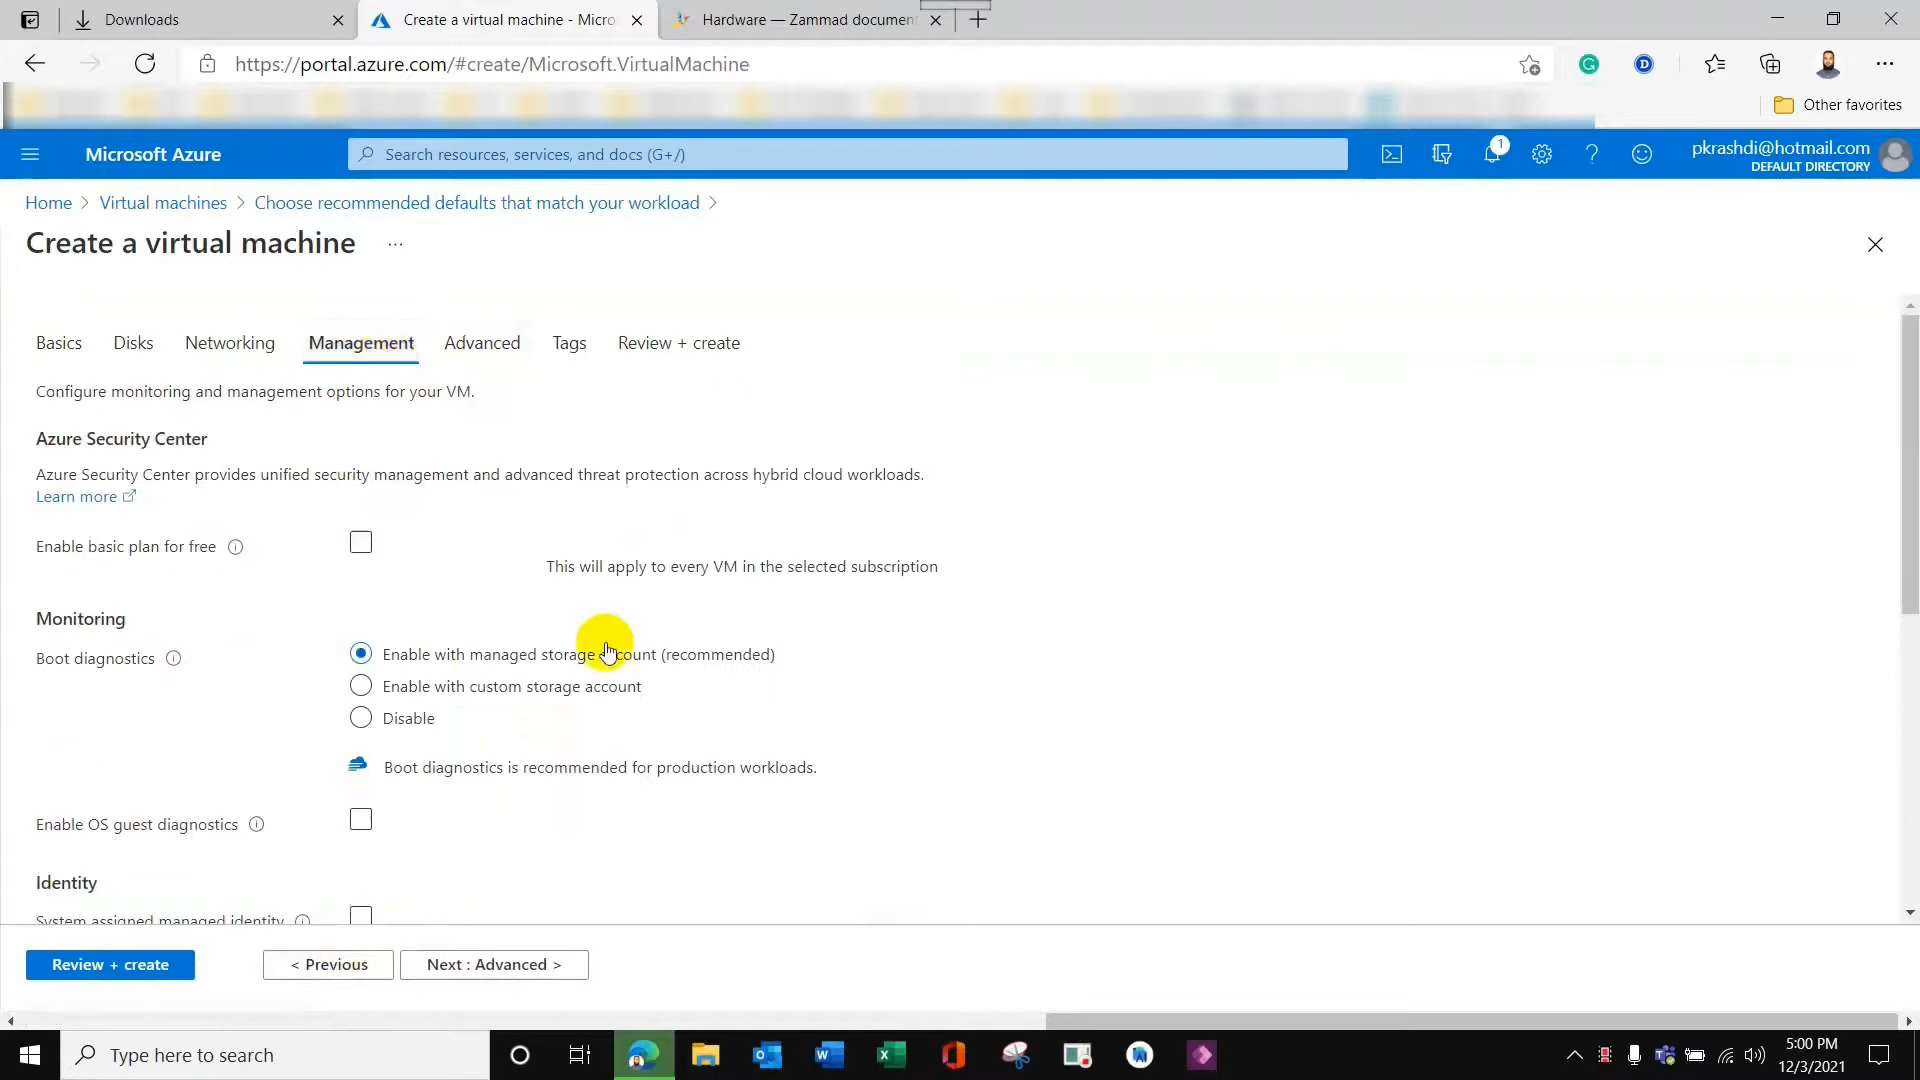 Downloads
Create a virtual machine - Micro
Hardware — Zammad document
https://portal.azure.com/#create/Microsoft.VirtualMachine
Other favorites
Microsoft Azure
Search resources, services, and docs (G+/)
1
pkrashdi@hotmail.com
DEFAULT DIRECTORY
Home > Virtual machines > Choose recommended defaults that match your workload >
Create a virtual machine ...
Basics Disks Networking Management Advanced Tags Review + create
Configure monitoring and management options for your VM.
Azure Security Center
Azure Security Center provides unified security management and advanced threat protection across hybrid cloud workloads.
Learn more
Enable basic plan for free
This will apply to every VM in the selected subscription
Monitoring
Boot diagnostics
Enable with managed storage account (recommended)
Enable with custom storage account
Disable
Boot diagnostics is recommended for production workloads.
Enable OS guest diagnostics
Identity
System assigned managed identity
Review + create
< Previous
Next : Advanced >
Type here to search
5:00 PM
12/3/2021